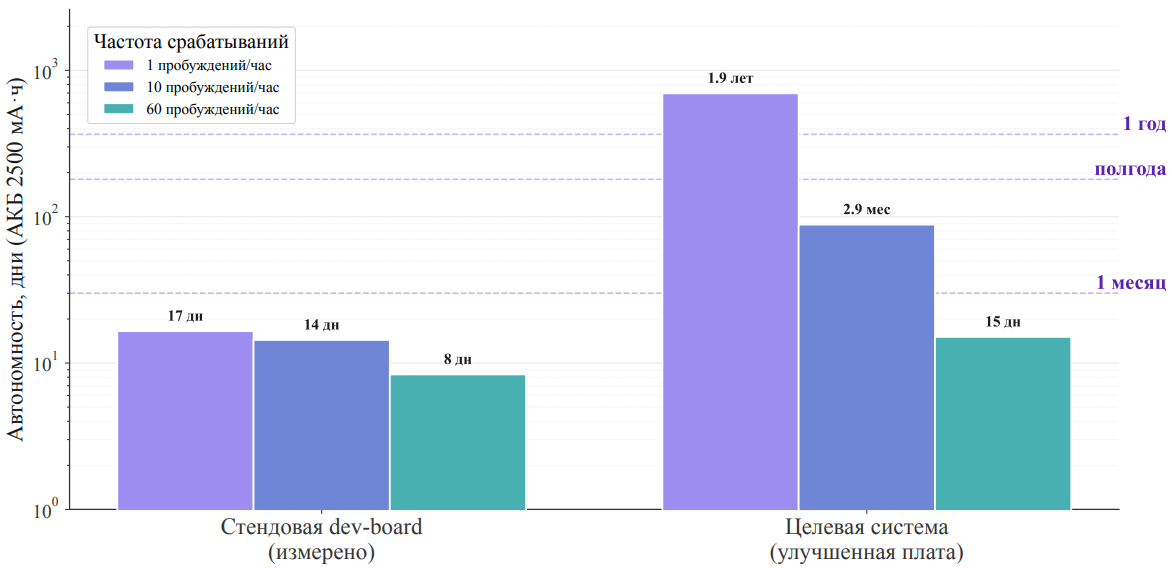 Автономность, дни (АКБ 2500 мА·ч)
10³
10²
10¹
10⁰
Частота срабатываний
1 пробуждений/час
10 пробуждений/час
60 пробуждений/час
17 дн
14 дн
8 дн
1.9 лет
2.9 мес
15 дн
1 год
полгода
1 месяц
Стендовая dev-board
(измерено)
Целевая система
(улучшенная плата)